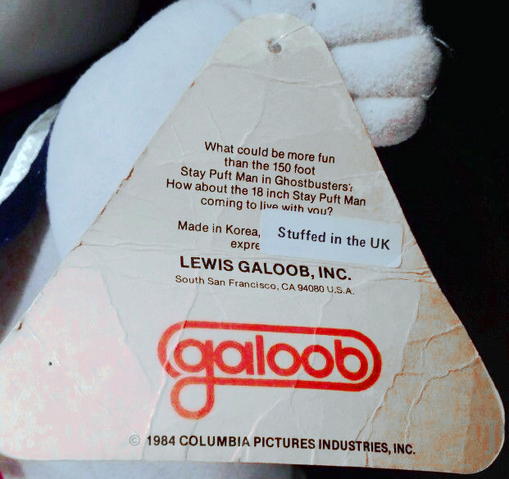 What could be more fun
than the 150 foot
Stay Puft Man in Ghostbusters?
How about the 18 inch Stay Puft Man
coming to live with you?
Made in Korea,
expre
Stuffed in the UK
LEWIS GALOOB, INC.
South San Francisco, CA 94080 U.S.A.
galoob
© 1984 COLUMBIA PICTURES INDUSTRIES, INC.